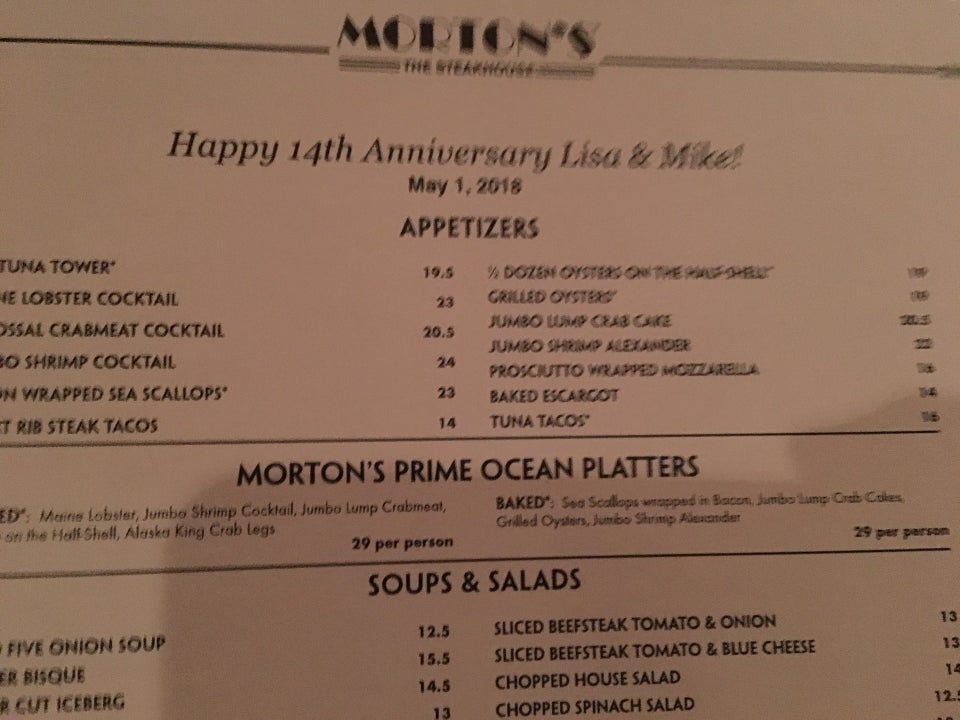 MORTON'S
THE STEAKHOUSE
Happy 14th Anniversary Lisa & Mike!
May 1, 2018
APPETIZERS
TUNA TOWER* 19.5
NE LOBSTER COCKTAIL 23
OSSAL CRABMEAT COCKTAIL 20.5
BO SHRIMP COCKTAIL 24
ON WRAPPED SEA SCALLOPS* 23
T RIB STEAK TACOS 14
½ DOZEN OYSTERS ON THE HALF-SHELL*
GRILLED OYSTERS*
JUMBO LUMP CRAB CAKE 20.5
JUMBO SHRIMP ALEXANDER
PROSCIUTTO WRAPPED MOZZARELLA
BAKED ESCARGOT 14
TUNA TACOS* 16
MORTON'S PRIME OCEAN PLATTERS
ED*: Maine Lobster, Jumbo Shrimp Cocktail, Jumbo Lump Crabmeat,
on the Half-Shell, Alaska King Crab Legs
29 per person
BAKED*: Sea Scallops wrapped in Bacon, Jumbo Lump Crab Cakes,
Grilled Oysters, Jumbo Shrimp Alexander
29 per person
SOUPS & SALADS
12.5
FIVE ONION SOUP 15.5
ER BISQUE 14.5
R CUT ICEBERG 13
SLICED BEEFSTEAK TOMATO & ONION 13
SLICED BEEFSTEAK TOMATO & BLUE CHEESE 13
CHOPPED HOUSE SALAD 14
CHOPPED SPINACH SALAD 12.5